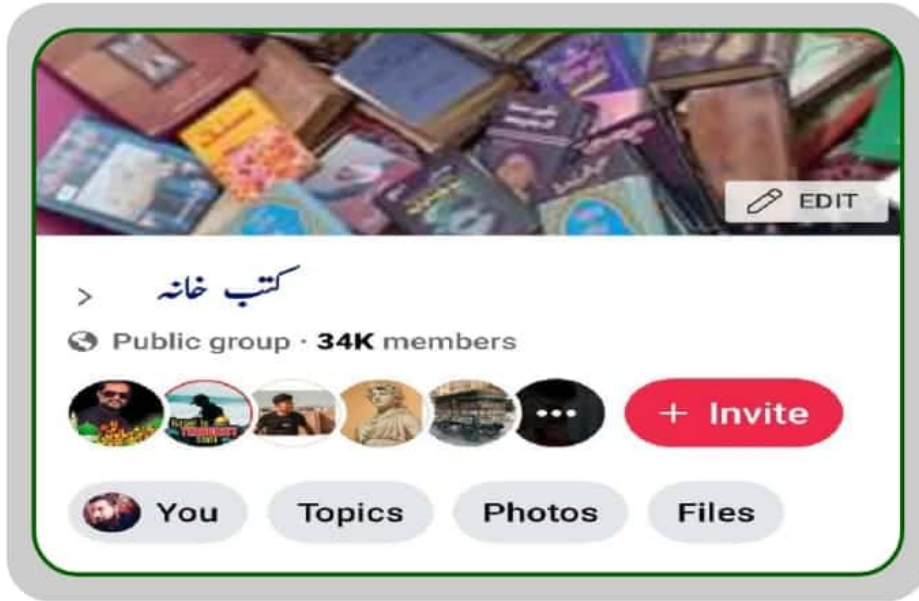 EDIT
کتب خانہ
Public group · 34K members
+ Invite
You
Topics
Photos
Files